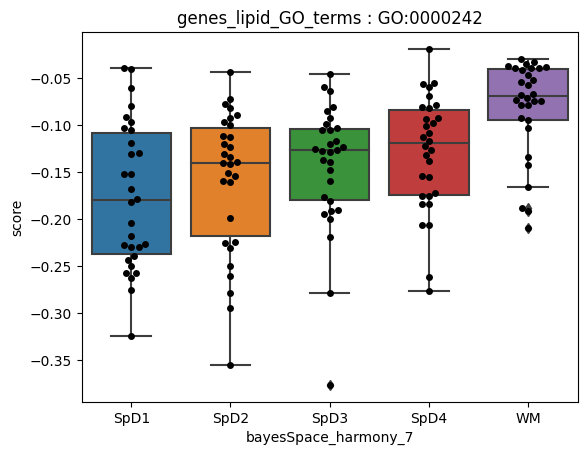 genes_lipid_GO_terms : GO:0000242
score
−0.05
−0.10
−0.15
−0.20
−0.25
−0.30
−0.35
SpD1 SpD2 SpD3 SpD4 WM
bayesSpace_harmony_7